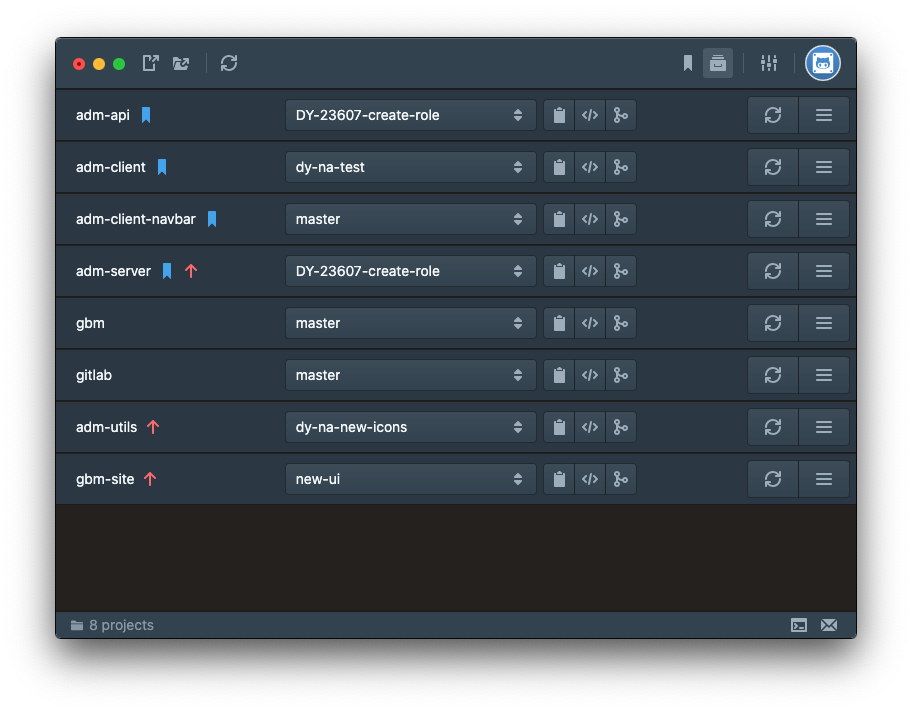 adm-api DY-23607-create-role
adm-client dy-na-test
adm-client-navbar master
adm-server DY-23607-create-role
gbm master
gitlab master
adm-utils dy-na-new-icons
gbm-site new-ui
8 projects